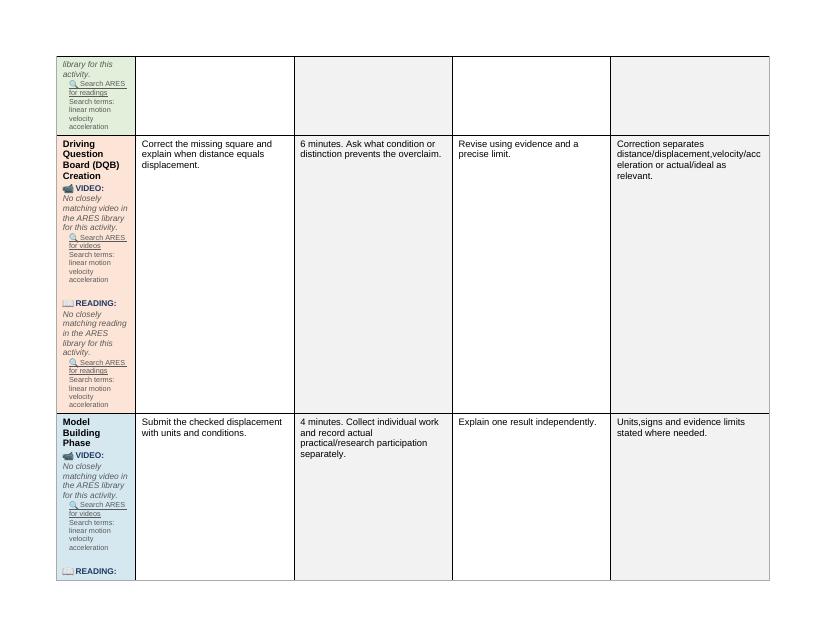 library for this
activity.
🔍 Search ARES
for readings
Search terms:
linear motion
velocity
acceleration
Driving
Question
Board (DQB)
Creation
📹 VIDEO:
No closely
matching video in
the ARES library
for this activity.
🔍 Search ARES
for videos
Search terms:
linear motion
velocity
acceleration
📖 READING:
No closely
matching reading
in the ARES
library for this
activity.
🔍 Search ARES
for readings
Search terms:
linear motion
velocity
acceleration
Correct the missing square and
explain when distance equals
displacement.
6 minutes. Ask what condition or
distinction prevents the overclaim.
Revise using evidence and a
precise limit.
Correction separates
distance/displacement,velocity/acc
eleration or actual/ideal as
relevant.
Model
Building
Phase
📹 VIDEO:
No closely
matching video in
the ARES library
for this activity.
🔍 Search ARES
for videos
Search terms:
linear motion
velocity
acceleration
📖 READING:
Submit the checked displacement
with units and conditions.
4 minutes. Collect individual work
and record actual
practical/research participation
separately.
Explain one result independently.
Units,signs and evidence limits
stated where needed.